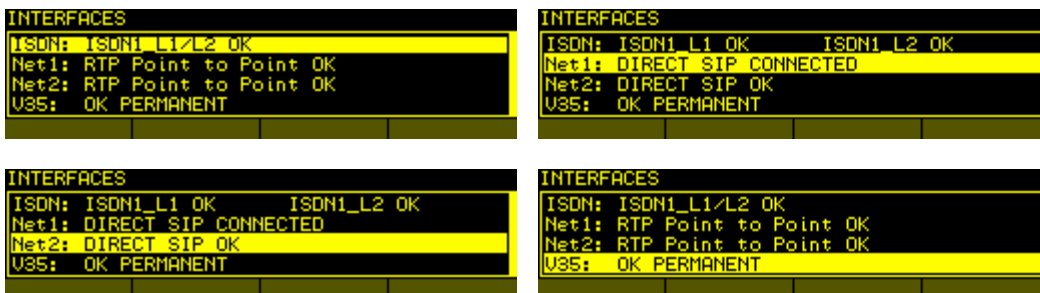 INTERFACES
ISDN: ISDN1_L1/L2 OK
Net1: RTP Point to Point OK
Net2: RTP Point to Point OK
V35: OK PERMANENT
INTERFACES
ISDN: ISDN1_L1 OK ISDN1_L2 OK
Net1: DIRECT SIP CONNECTED
Net2: DIRECT SIP OK
V35: OK PERMANENT
INTERFACES
ISDN: ISDN1_L1 OK ISDN1_L2 OK
Net1: DIRECT SIP CONNECTED
Net2: DIRECT SIP OK
V35: OK PERMANENT
INTERFACES
ISDN: ISDN1_L1/L2 OK
Net1: RTP Point to Point OK
Net2: RTP Point to Point OK
V35: OK PERMANENT